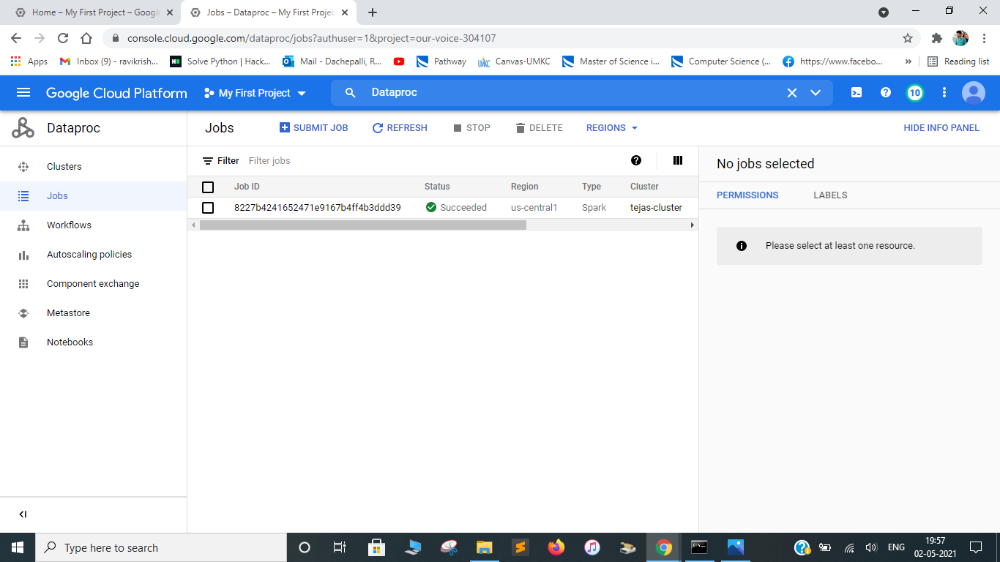 Home – My First Project – Google
Jobs – Dataproc – My First Projec
console.cloud.google.com/dataproc/jobs?authuser=1&project=our-voice-304107
Apps Inbox (9) - ravikrish... Solve Python | Hack... Mail - Dachepalli, R... Pathway Canvas-UMKC Master of Science i... Computer Science (... https://www.facebo... » Reading list
Google Cloud Platform My First Project Dataproc 10
Dataproc Jobs SUBMIT JOB REFRESH STOP DELETE REGIONS HIDE INFO PANEL
Clusters
Jobs
Workflows
Autoscaling policies
Component exchange
Metastore
Notebooks
Filter Filter jobs
Job ID Status Region Type Cluster
8227b4241652471e9167b4ff4b3ddd39 Succeeded us-central1 Spark tejas-cluster
No jobs selected
PERMISSIONS LABELS
Please select at least one resource.
Type here to search
ENG 19:57
02-05-2021